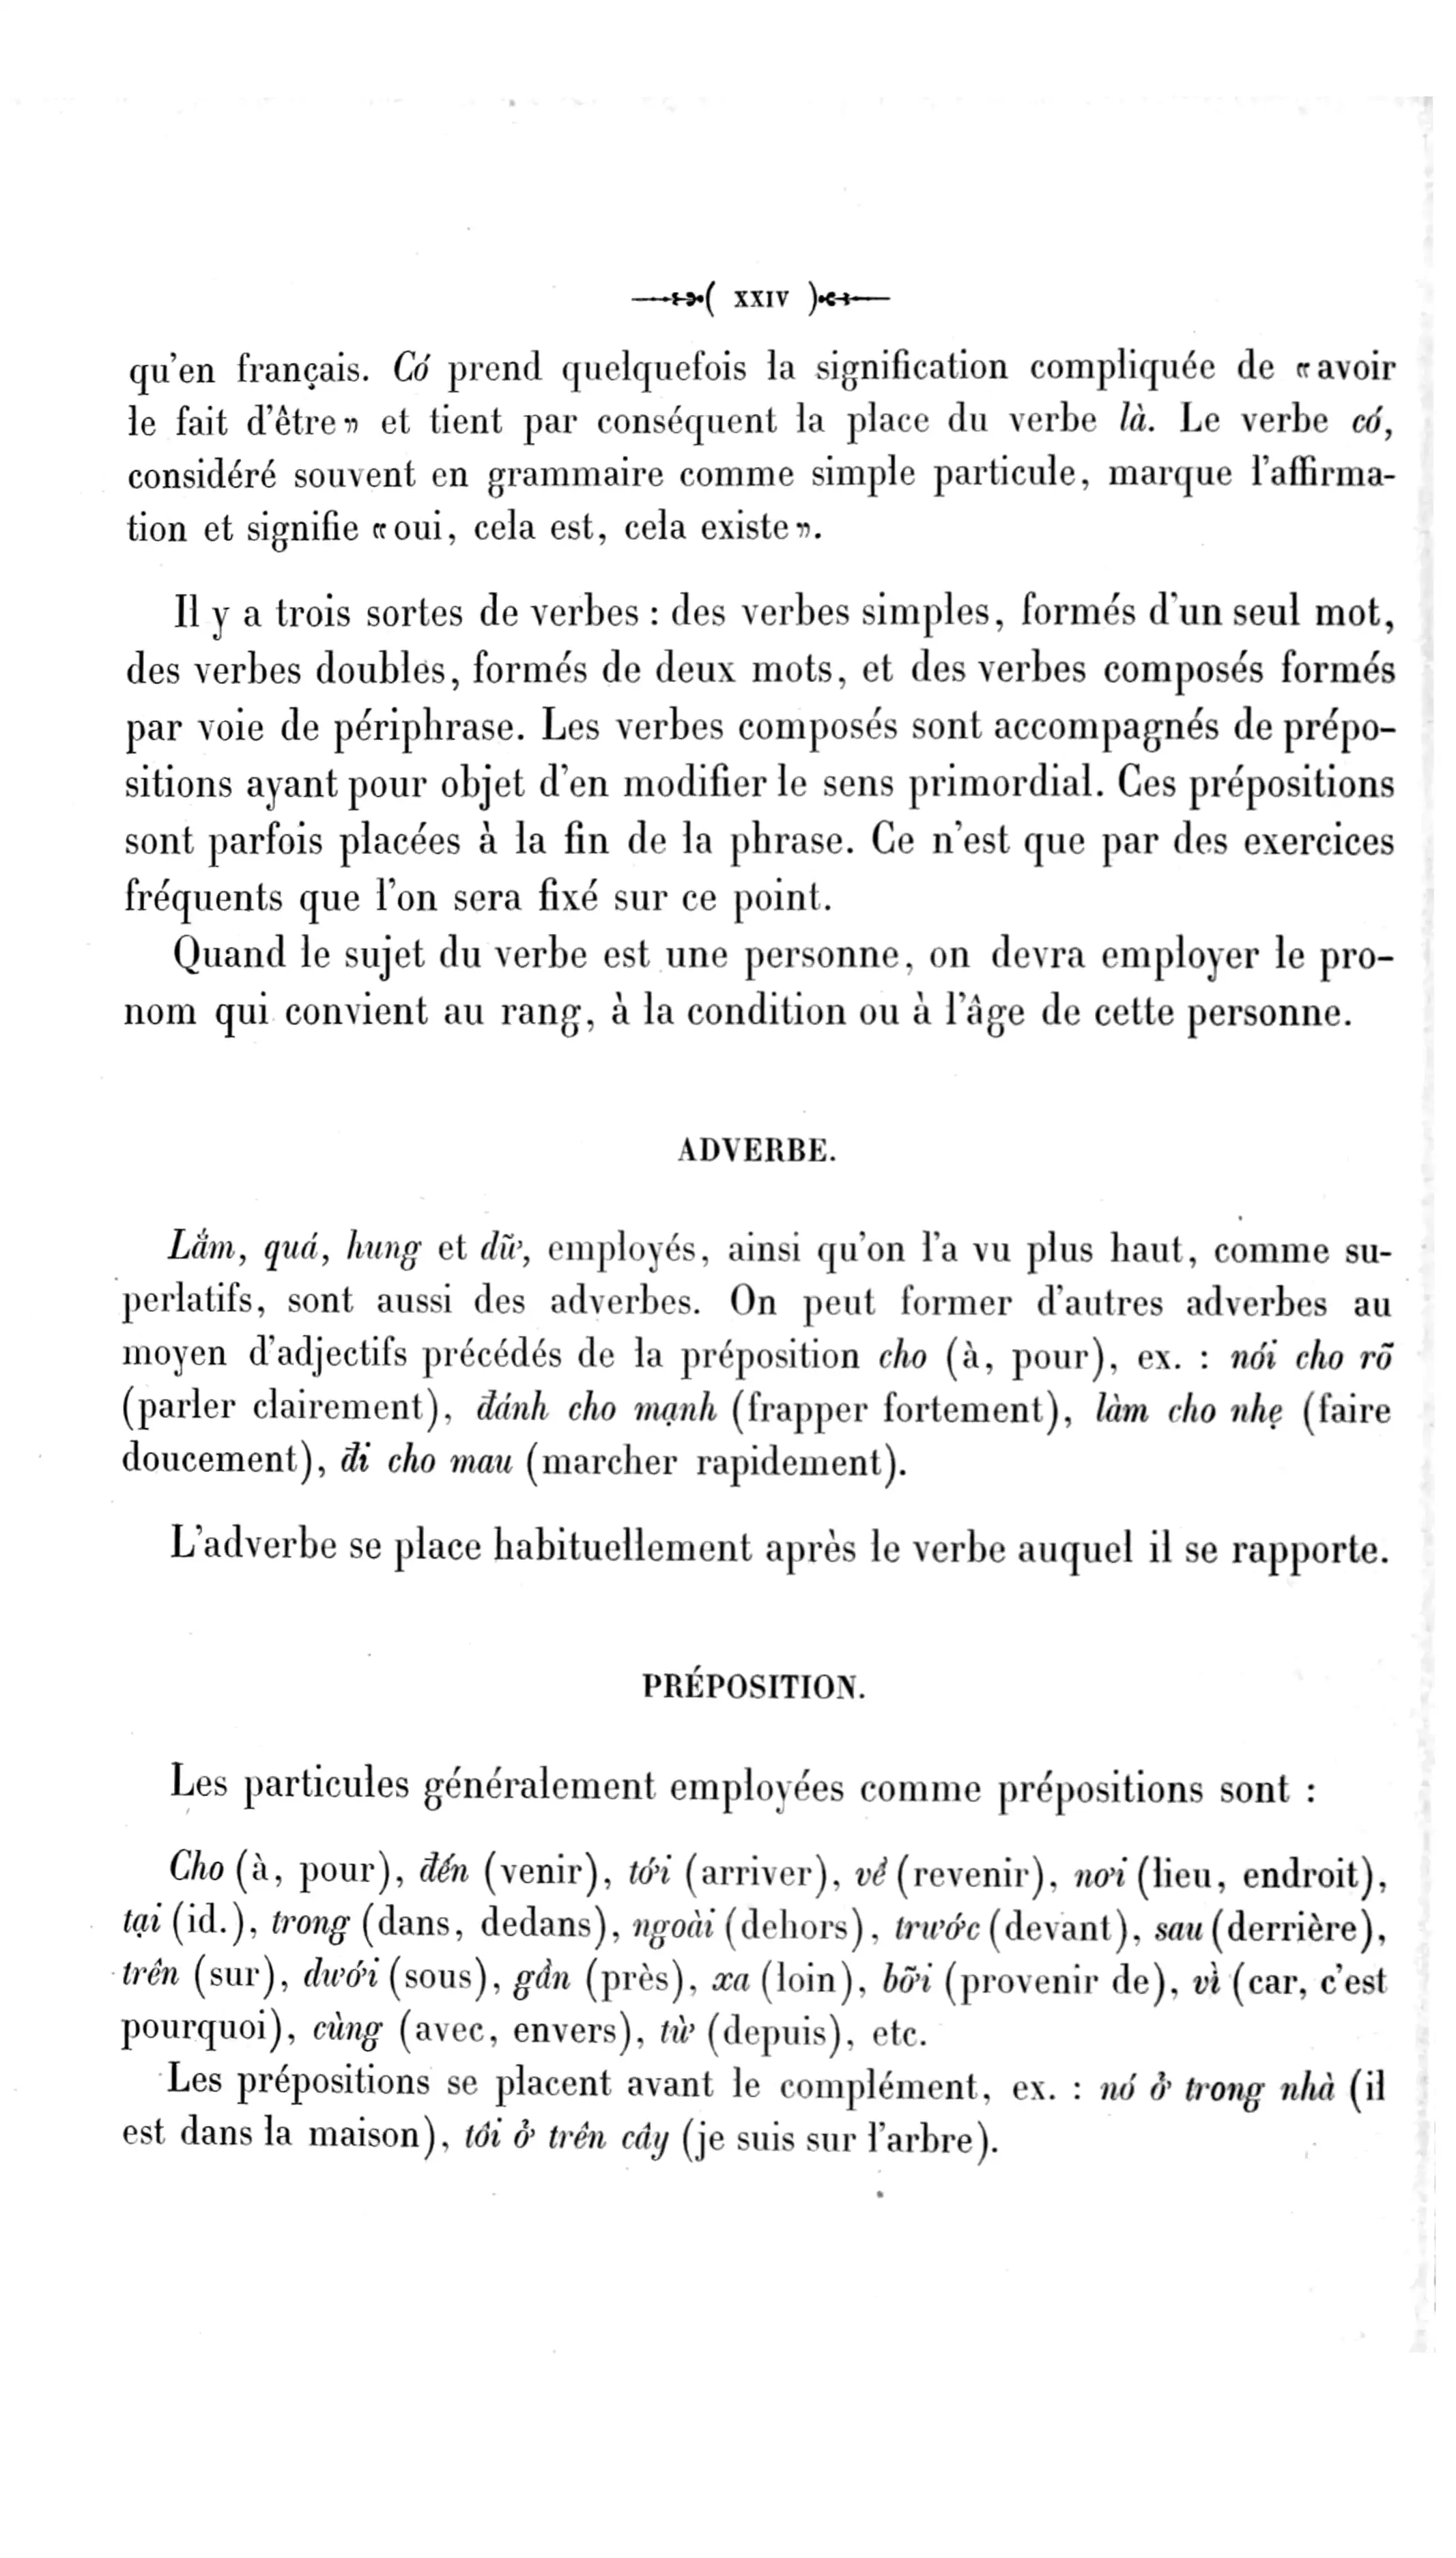 ( XXIV )
qu'en français. Có prend quelquefois la signification compliquée de «avoir
le fait d'être» et tient par conséquent la place du verbe là. Le verbe có,
considéré souvent en grammaire comme simple particule, marque l'affirma-
tion et signifie «oui, cela est, cela existe».
Il y a trois sortes de verbes : des verbes simples, formés d'un seul mot,
des verbes doubles, formés de deux mots, et des verbes composés formés
par voie de périphrase. Les verbes composés sont accompagnés de prépo-
sitions ayant pour objet d'en modifier le sens primordial. Ces prépositions
sont parfois placées à la fin de la phrase. Ce n'est que par des exercices
fréquents que l'on sera fixé sur ce point.
Quand le sujet du verbe est une personne, on devra employer le pro-
nom qui convient au rang, à la condition ou à l'âge de cette personne.
ADVERBE.
Lắm, quá, hung et dữ, employés, ainsi qu'on l'a vu plus haut, comme su-
perlatifs, sont aussi des adverbes. On peut former d'autres adverbes au
moyen d'adjectifs précédés de la préposition cho (à, pour), ex. : nói cho rõ
(parler clairement), đánh cho mạnh (frapper fortement), làm cho nhẹ (faire
doucement), đi cho mau (marcher rapidement).
L'adverbe se place habituellement après le verbe auquel il se rapporte.
PRÉPOSITION.
Les particules généralement employées comme prépositions sont :
Cho (à, pour), đến (venir), tới (arriver), về (revenir), nơi (lieu, endroit),
tại (id.), trong (dans, dedans), ngoài (dehors), trước (devant), sau (derrière),
trên (sur), dưới (sous), gần (près), xa (loin), bỡi (provenir de), vì (car, c'est
pourquoi), cùng (avec, envers), từ (depuis), etc.
Les prépositions se placent avant le complément, ex. : nó ở trong nhà (il
est dans la maison), tôi ở trên cây (je suis sur l'arbre).